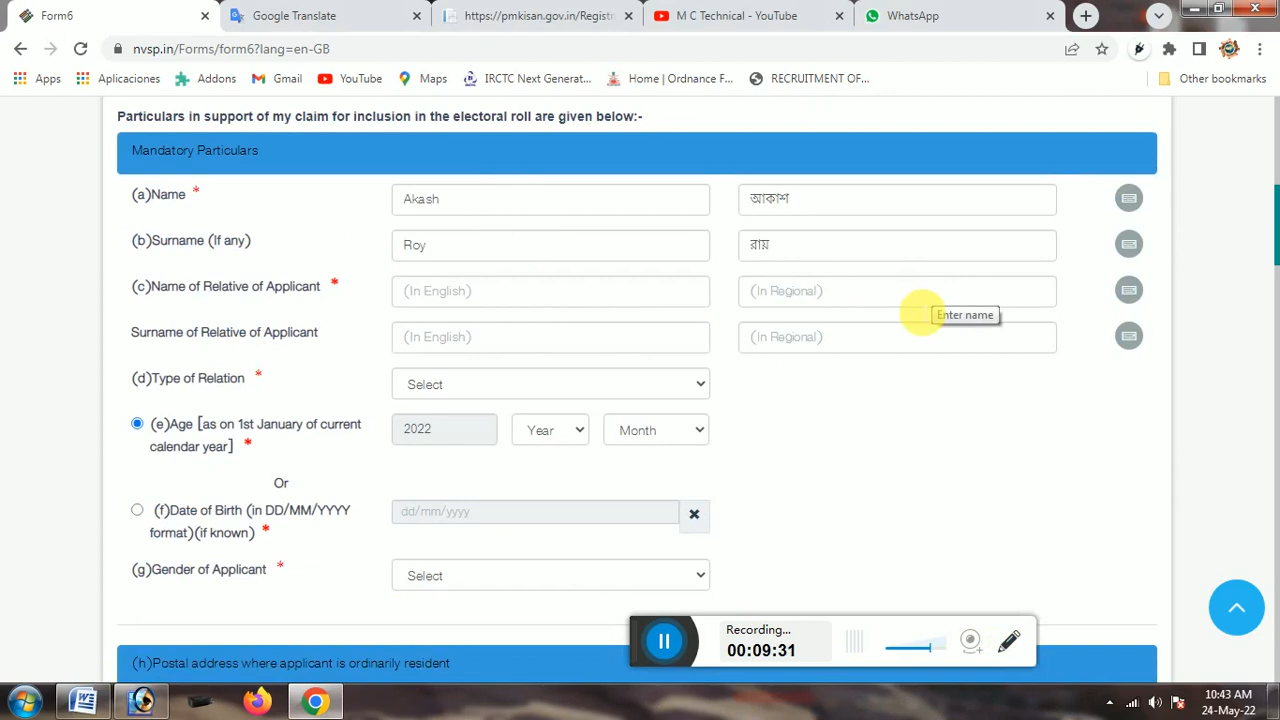 Form6
Google Translate
https://pmkisan.gov.in/Registr
M C Technical - YouTube
WhatsApp
nvsp.in/Forms/form6?lang=en-GB
Apps
Aplicaciones
Addons
Gmail
YouTube
Maps
IRCTC Next Generat...
Home | Ordnance F...
RECRUITMENT OF...
Other bookmarks
Particulars in support of my claim for inclusion in the electoral roll are given below:-
Mandatory Particulars
(a)Name *
Akash
আকাশ
(b)Surname (If any)
Roy
রায়
(c)Name of Relative of Applicant *
(In English)
(In Regional)
Enter name
Surname of Relative of Applicant
(In English)
(In Regional)
(d)Type of Relation *
Select
(e)Age [as on 1st January of current
calendar year] *
2022
Year
Month
Or
(f)Date of Birth (in DD/MM/YYYY
format)(if known) *
dd/mm/yyyy
(g)Gender of Applicant *
Select
Recording...
00:09:31
(h)Postal address where applicant is ordinarily resident
10:43 AM
24-May-22